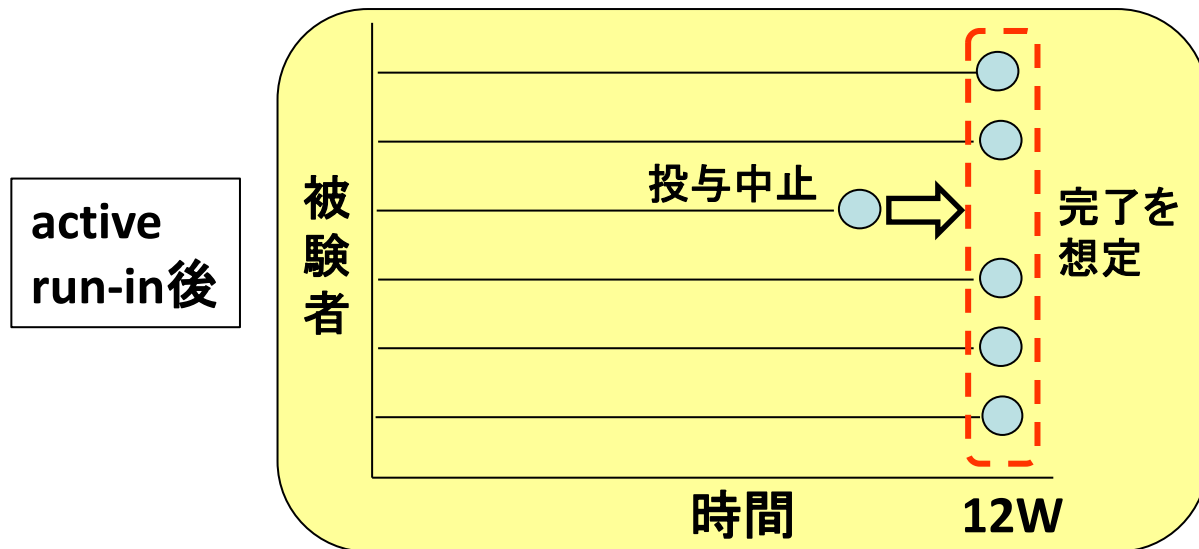 active
run-in後
被験者
投与中止
完了を
想定
時間
12W